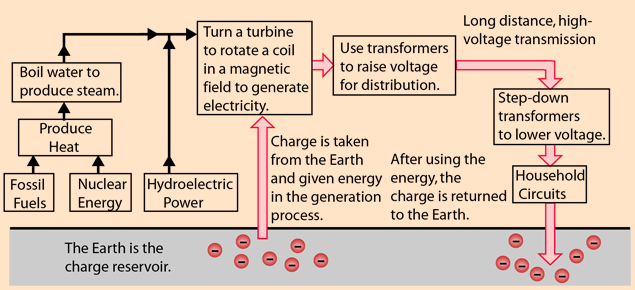 Boil water to
produce steam.
Produce
Heat
Fossil
Fuels
Nuclear
Energy
Hydroelectric
Power
Turn a turbine
to rotate a coil
in a magnetic
field to generate
electricity.
Use transformers
to raise voltage
for distribution.
Long distance, high-
voltage transmission
Step-down
transformers
to lower voltage.
Household
Circuits
Charge is taken
from the Earth
and given energy
in the generation
process.
After using the
energy, the
charge is returned
to the Earth.
The Earth is the
charge reservoir.